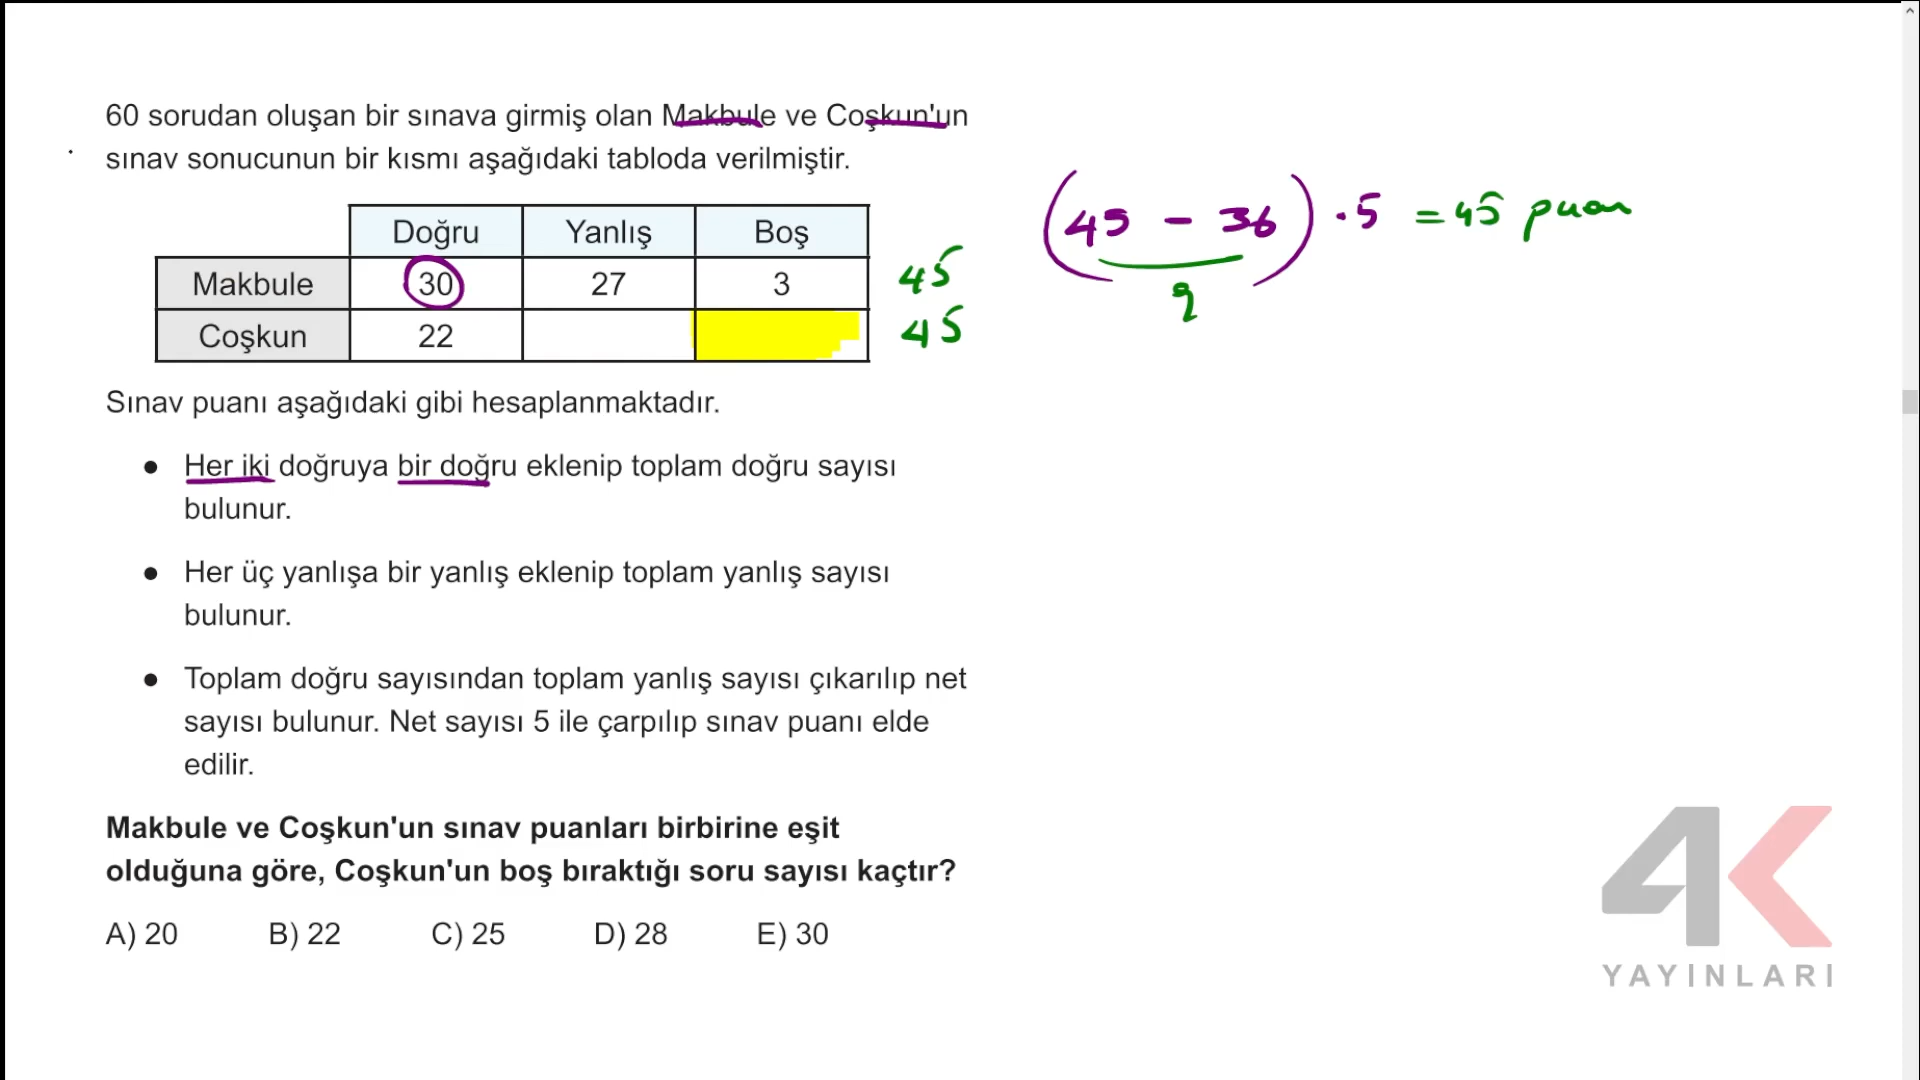 60 sorudan oluşan bir sınava girmiş olan Makbule ve Coşkun'un
sınav sonucunun bir kısmı aşağıdaki tabloda verilmiştir.
(45 - 36) . 5 = 45 puan
9
Doğru Yanlış Boş
Makbule 30 27 3 45
Coşkun 22 45
Sınav puanı aşağıdaki gibi hesaplanmaktadır.
● Her iki doğruya bir doğru eklenip toplam doğru sayısı
bulunur.
● Her üç yanlışa bir yanlış eklenip toplam yanlış sayısı
bulunur.
● Toplam doğru sayısından toplam yanlış sayısı çıkarılıp net
sayısı bulunur. Net sayısı 5 ile çarpılıp sınav puanı elde
edilir.
Makbule ve Coşkun'un sınav puanları birbirine eşit
olduğuna göre, Coşkun'un boş bıraktığı soru sayısı kaçtır?
A) 20 B) 22 C) 25 D) 28 E) 30
4K
YAYINLARI